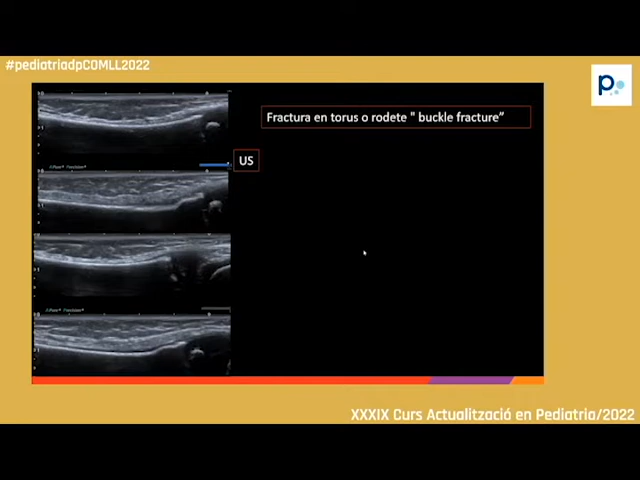 #pediatriadpCOMLL2022
p
Fractura en torus o rodete " buckle fracture”
US
XXXIX Curs Actualització en Pediatria/2022